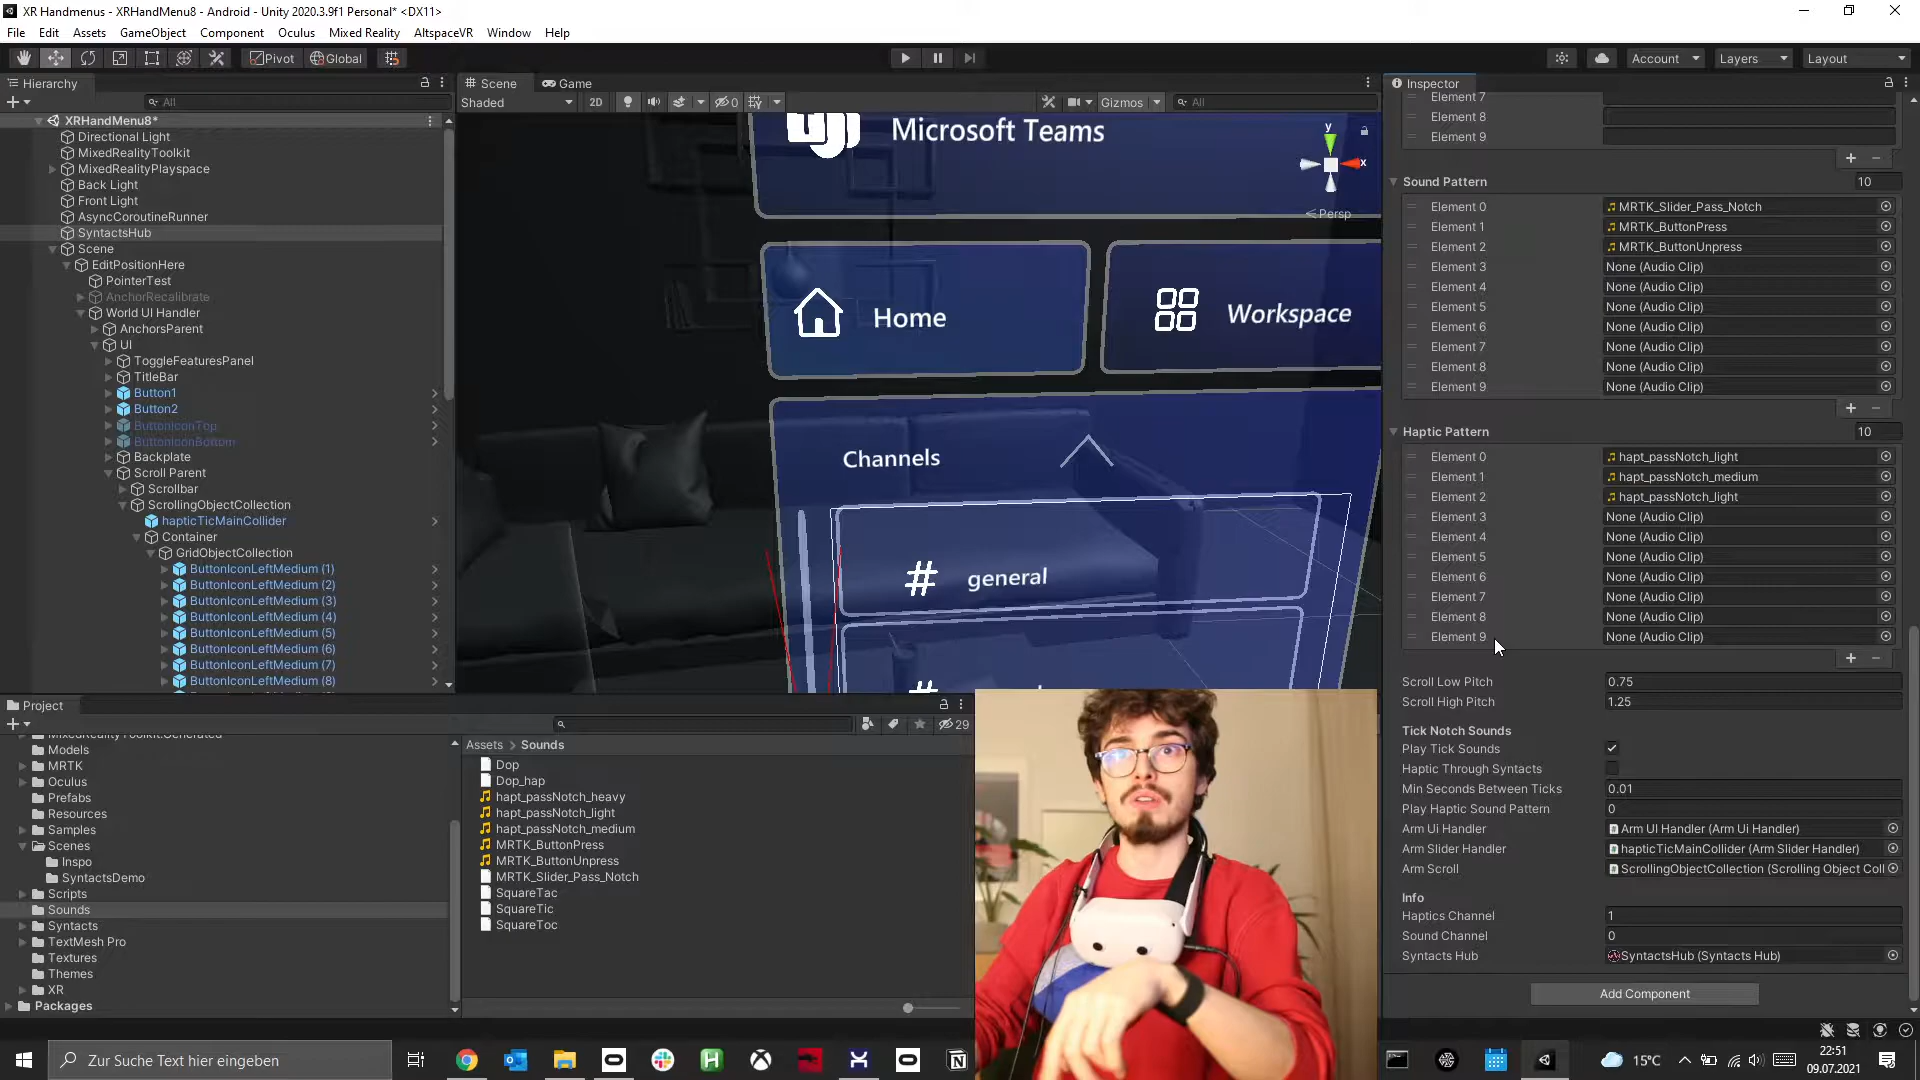 XR Handmenus - XRHandMenu8 - Android - Unity 2020.3.9f1 Personal* <DX11>
File Edit Assets GameObject Component Oculus Mixed Reality AltspaceVR Window Help
Pivot Global Account Layers Layout
Hierarchy
All
XRHandMenu8*
Directional Light
MixedRealityToolkit
MixedRealityPlayspace
Back Light
Front Light
AsyncCoroutineRunner
SyntactsHub
Scene
EditPositionHere
PointerTest
AnchorRecalibrate
World UI Handler
AnchorsParent
UI
ToggleFeaturesPanel
TitleBar
Button1
Button2
ButtonIconTop
ButtonIconBottom
Backplate
Scroll Parent
Scrollbar
ScrollingObjectCollection
hapticTicMainCollider
Container
GridObjectCollection
ButtonIconLeftMedium (1)
ButtonIconLeftMedium (2)
ButtonIconLeftMedium (3)
ButtonIconLeftMedium (4)
ButtonIconLeftMedium (5)
ButtonIconLeftMedium (6)
ButtonIconLeftMedium (7)
ButtonIconLeftMedium (8)
Scene Game
Shaded 2D 0 Gizmos All
y
x
Persp
Microsoft Teams
Home
Workspace
Channels
# general
#
Inspector
Element 7
Element 8
Element 9
Sound Pattern 10
Element 0 MRTK_Slider_Pass_Notch
Element 1 MRTK_ButtonPress
Element 2 MRTK_ButtonUnpress
Element 3 None (Audio Clip)
Element 4 None (Audio Clip)
Element 5 None (Audio Clip)
Element 6 None (Audio Clip)
Element 7 None (Audio Clip)
Element 8 None (Audio Clip)
Element 9 None (Audio Clip)
Haptic Pattern 10
Element 0 hapt_passNotch_light
Element 1 hapt_passNotch_medium
Element 2 hapt_passNotch_light
Element 3 None (Audio Clip)
Element 4 None (Audio Clip)
Element 5 None (Audio Clip)
Element 6 None (Audio Clip)
Element 7 None (Audio Clip)
Element 8 None (Audio Clip)
Element 9 None (Audio Clip)
Scroll Low Pitch 0.75
Scroll High Pitch 1.25
Tick Notch Sounds
Play Tick Sounds
Haptic Through Syntacts
Min Seconds Between Ticks 0.01
Play Haptic Sound Pattern 0
Arm Ui Handler Arm UI Handler (Arm Ui Handler)
Arm Slider Handler hapticTicMainCollider (Arm Slider Handler)
Arm Scroll ScrollingObjectCollection (Scrolling Object Coll
Info
Haptics Channel 1
Sound Channel 0
Syntacts Hub SyntactsHub (Syntacts Hub)
Add Component
Project
29
MixedRealityToolkit.Generated
Models
MRTK
Oculus
Prefabs
Resources
Samples
Scenes
Inspo
SyntactsDemo
Scripts
Sounds
Syntacts
TextMesh Pro
Textures
Themes
XR
Packages
Assets > Sounds
Dop
Dop_hap
hapt_passNotch_heavy
hapt_passNotch_light
hapt_passNotch_medium
MRTK_ButtonPress
MRTK_ButtonUnpress
MRTK_Slider_Pass_Notch
SquareTac
SquareTic
SquareToc
Zur Suche Text hier eingeben
15°C
22:51
09.07.2021